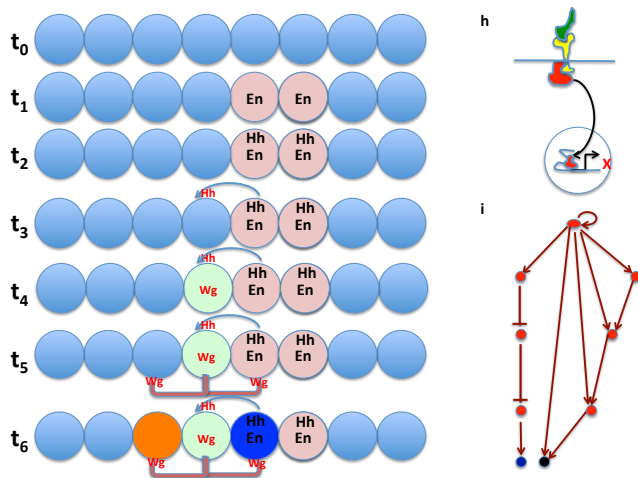 t0
t1 En En
t2 Hh Hh
En En
Hh
t3 Hh Hh
En En
Hh
t4 Wg Hh Hh
En En
Hh
t5 Wg Hh Hh
En En
Wg Wg
Hh
t6 Wg Hh Hh
En En
Wg Wg
h
X
i